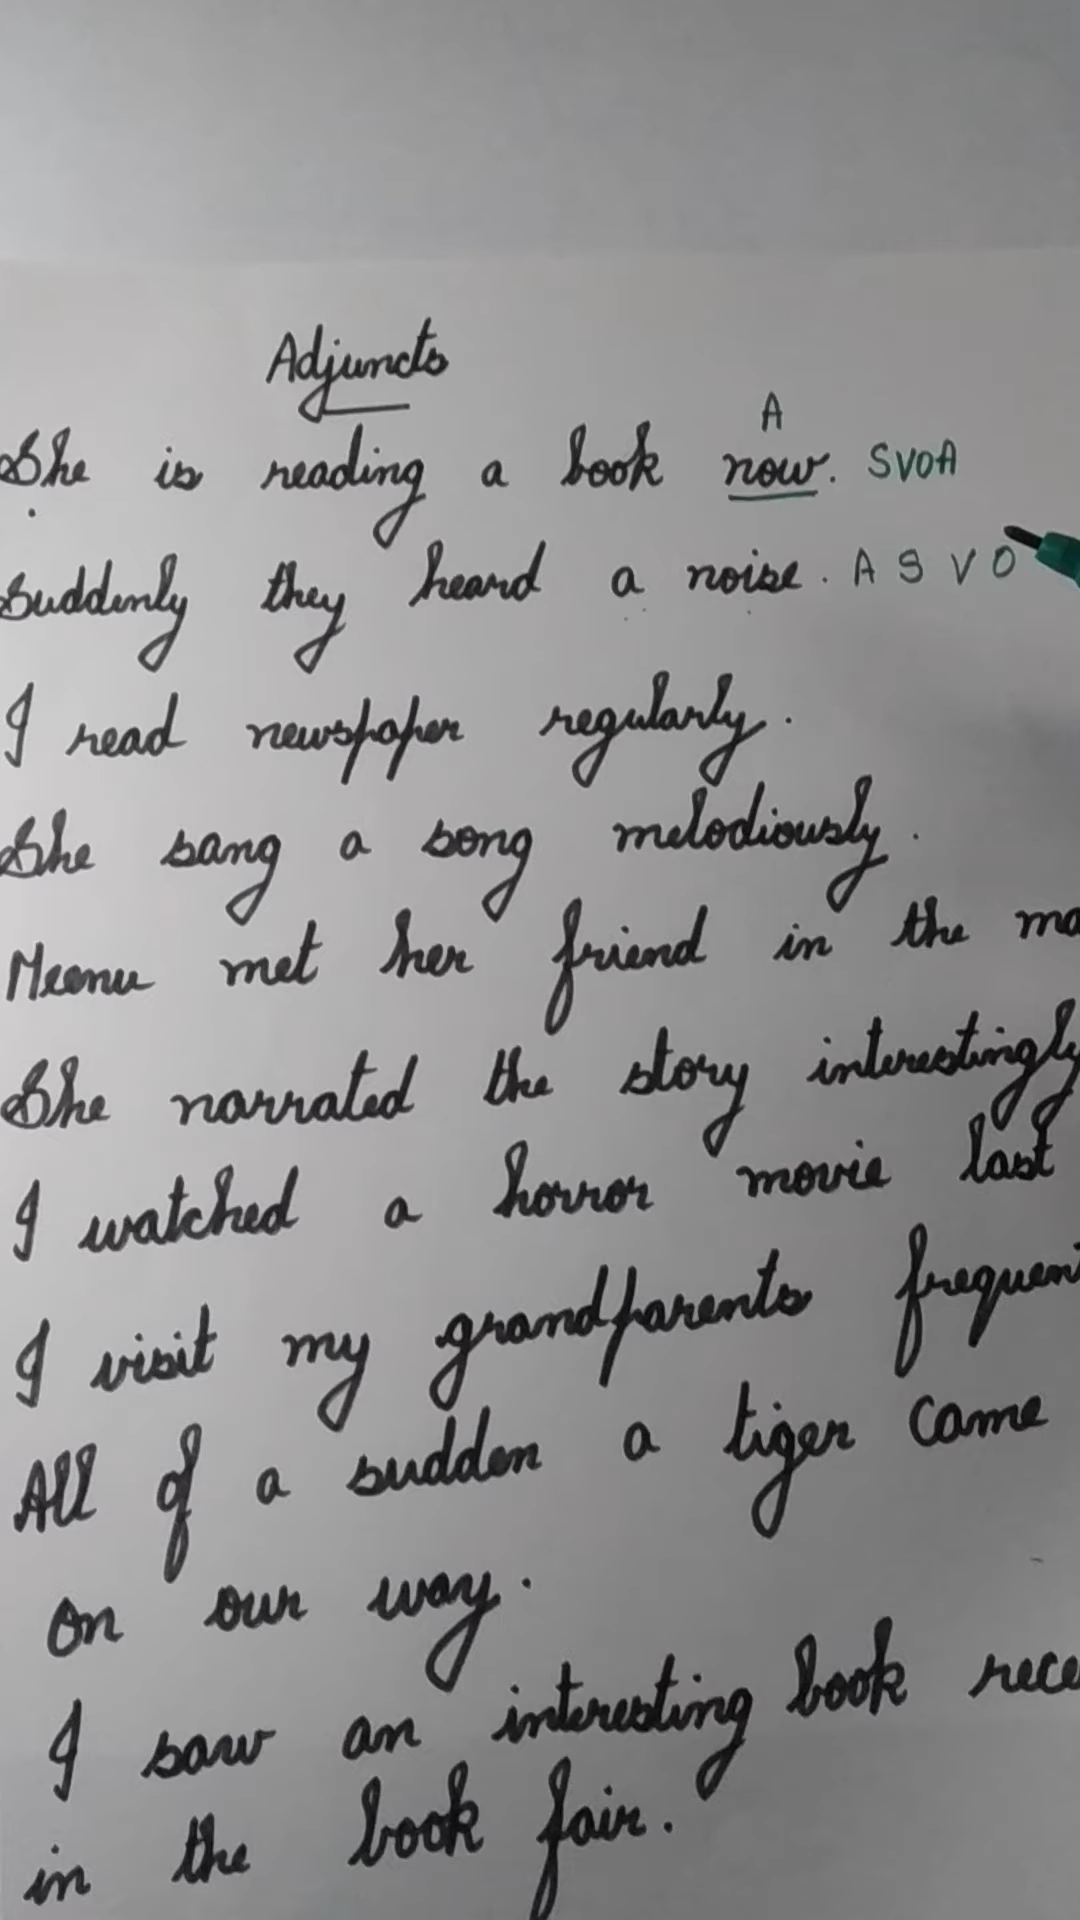 Adjuncts
A
She is reading a book now. SVOA
Suddenly they heard a noise. A S V O
I read newspaper regularly.
She sang a song melodiously.
Meenu met her friend in the
She narrated the story interestingly
I watched a horror movie last
I visit my grandparents
All of a sudden a tiger came
on our way.
I saw an interesting book
in the book fair.